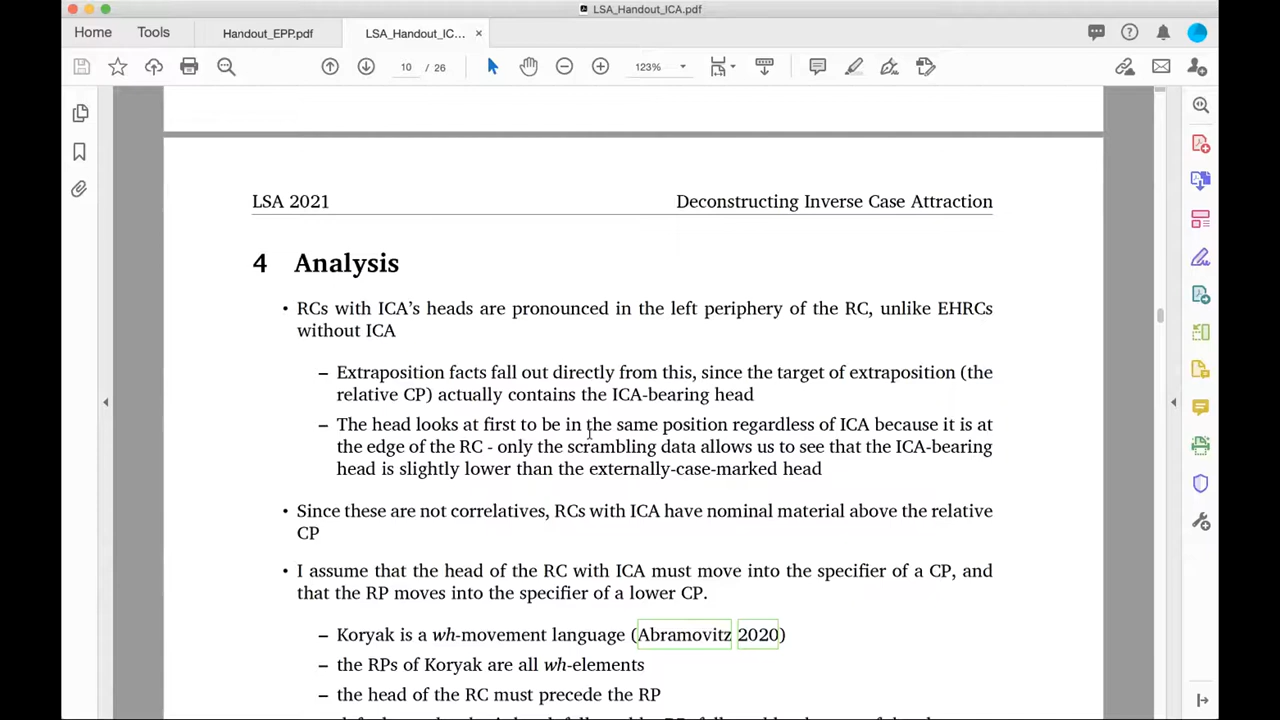 LSA_Handout_ICA.pdf
Home
Tools
Handout_EPP.pdf
LSA_Handout_IC... ×
10 / 26
123%
LSA 2021
Deconstructing Inverse Case Attraction
4 Analysis
• RCs with ICA's heads are pronounced in the left periphery of the RC, unlike EHRCs
without ICA
– Extraposition facts fall out directly from this, since the target of extraposition (the
relative CP) actually contains the ICA-bearing head
– The head looks at first to be in the same position regardless of ICA because it is at
the edge of the RC - only the scrambling data allows us to see that the ICA-bearing
head is slightly lower than the externally-case-marked head
• Since these are not correlatives, RCs with ICA have nominal material above the relative
CP
• I assume that the head of the RC with ICA must move into the specifier of a CP, and
that the RP moves into the specifier of a lower CP.
– Koryak is a wh-movement language (Abramovitz 2020)
– the RPs of Koryak are all wh-elements
– the head of the RC must precede the RP